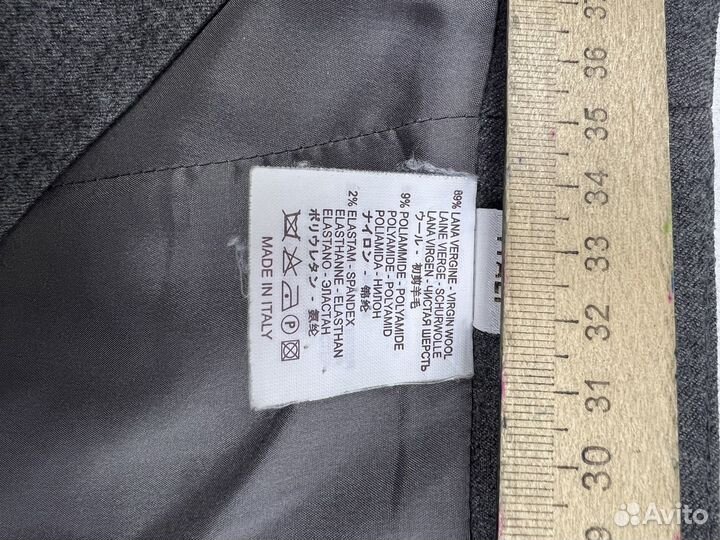 89% LANA VERGINE - VIRGIN WOOL
LAINE VIERGE - SCHURWOLLE
LANA VIRGEN - ЧИСТАЯ ШЕРСТЬ
ウール - 初剪羊毛
9% POLIAMMIDE - POLYAMIDE
POLYAMIDE - POLYAMID
POLIAMIDA - НИЛОН
ナイロン - 锦纶
2% ELASTAM - SPANDEX
ELASTHANNE - ELASTHAN
ELASTANO - ЭЛАСТАН
ポリウレタン - 氨纶
P
MADE IN ITALY
37
36
35
34
33
32
31
30
29
Avito